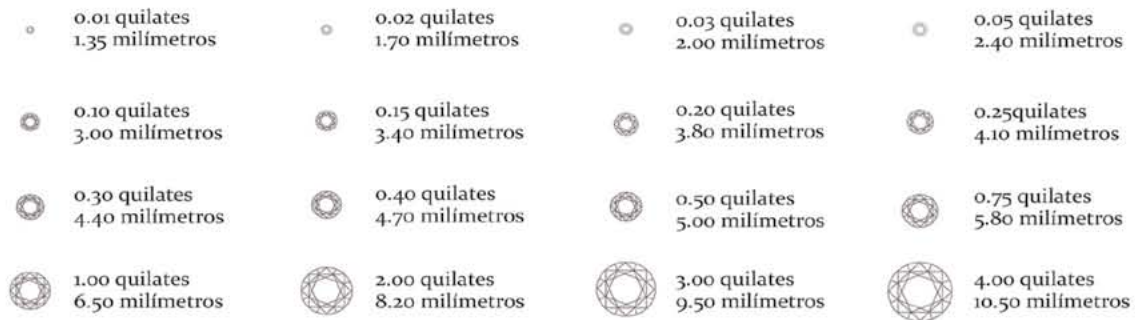 0.01 quilates
1.35 milímetros
0.02 quilates
1.70 milímetros
0.03 quilates
2.00 milímetros
0.05 quilates
2.40 milímetros
0.10 quilates
3.00 milímetros
0.15 quilates
3.40 milímetros
0.20 quilates
3.80 milímetros
0.25quilates
4.10 milímetros
0.30 quilates
4.40 milímetros
0.40 quilates
4.70 milímetros
0.50 quilates
5.00 milímetros
0.75 quilates
5.80 milímetros
1.00 quilates
6.50 milímetros
2.00 quilates
8.20 milímetros
3.00 quilates
9.50 milímetros
4.00 quilates
10.50 milímetros